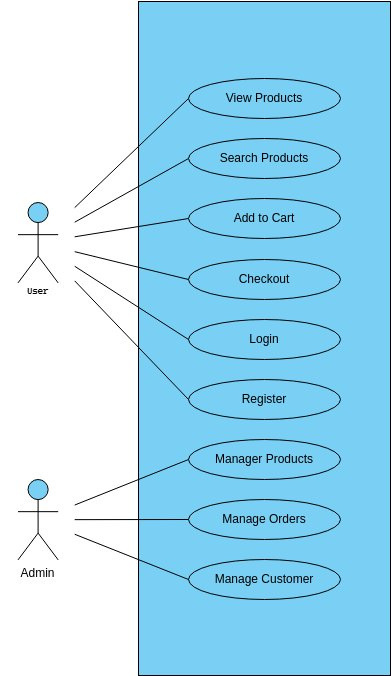 View Products
Search Products
Add to Cart
Checkout
Login
Register
User
Manager Products
Manage Orders
Manage Customer
Admin